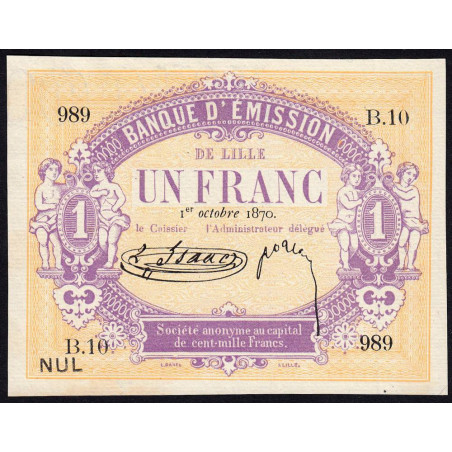 989 B.10
BANQUE D'ÉMISSION
DE LILLE
UN FRANC
1 1
1er octobre 1870.
le Caissier l'Administrateur délégué
Société anonyme au capital
de cent-mille Francs.
B.10. 989
NUL
A LILLE.